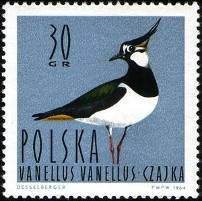 30
GR
POLSKA
VANELLUS VANELLUS-CZAJKA
DESSELBERGER PWPW 1964